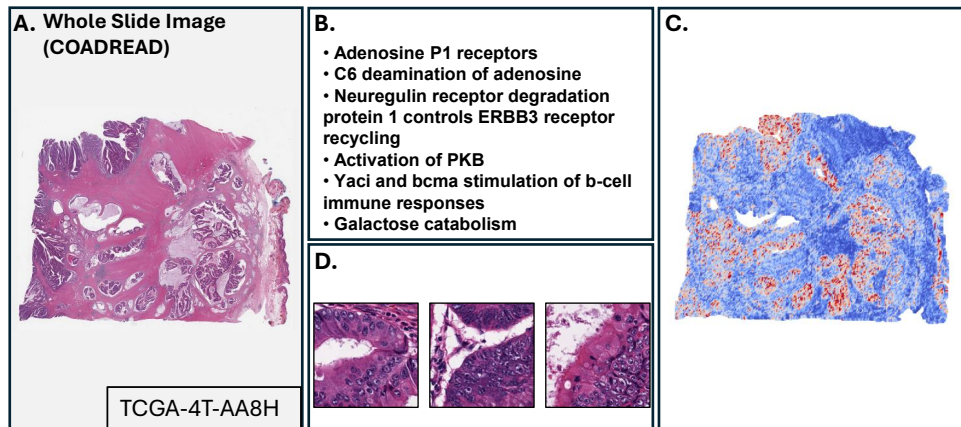 A. Whole Slide Image
(COADREAD)
TCGA-4T-AA8H
B.
• Adenosine P1 receptors
• C6 deamination of adenosine
• Neuregulin receptor degradation
protein 1 controls ERBB3 receptor
recycling
• Activation of PKB
• Yaci and bcma stimulation of b-cell
immune responses
• Galactose catabolism
D.
C.